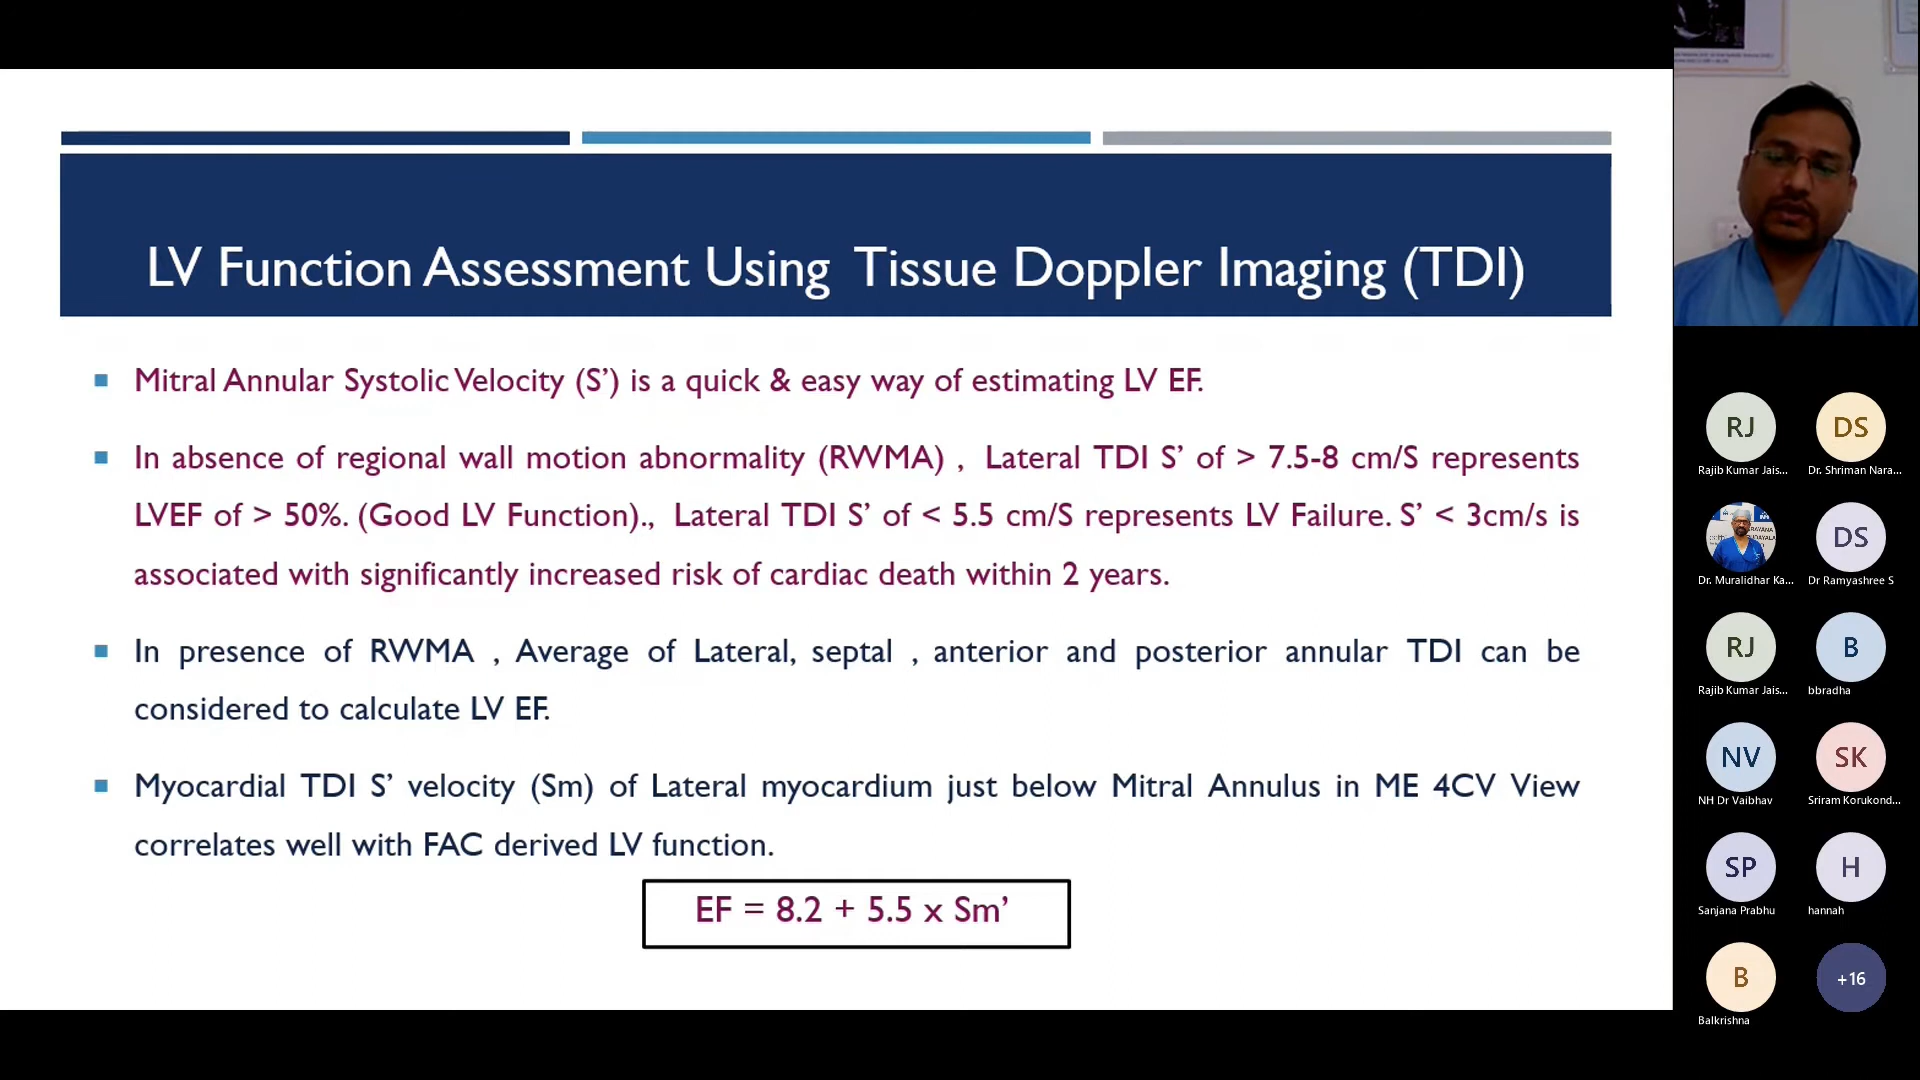 LV Function Assessment Using Tissue Doppler Imaging (TDI)
Mitral Annular Systolic Velocity (S’) is a quick & easy way of estimating LV EF.
In absence of regional wall motion abnormality (RWMA) , Lateral TDI S’ of > 7.5-8 cm/S represents
LVEF of > 50%. (Good LV Function)., Lateral TDI S’ of < 5.5 cm/S represents LV Failure. S’ < 3cm/s is
associated with significantly increased risk of cardiac death within 2 years.
In presence of RWMA , Average of Lateral, septal , anterior and posterior annular TDI can be
considered to calculate LV EF.
Myocardial TDI S’ velocity (Sm) of Lateral myocardium just below Mitral Annulus in ME 4CV View
correlates well with FAC derived LV function.
EF = 8.2 + 5.5 x Sm’
RJ
DS
Rajib Kumar Jais...
Dr. Shriman Nara...
DS
Dr. Muralidhar Ka...
Dr Ramyashree S
RJ
B
Rajib Kumar Jais...
bbradha
NV
SK
NH Dr Vaibhav
Sriram Korukond...
SP
H
Sanjana Prabhu
hannah
B
+16
Balkrishna